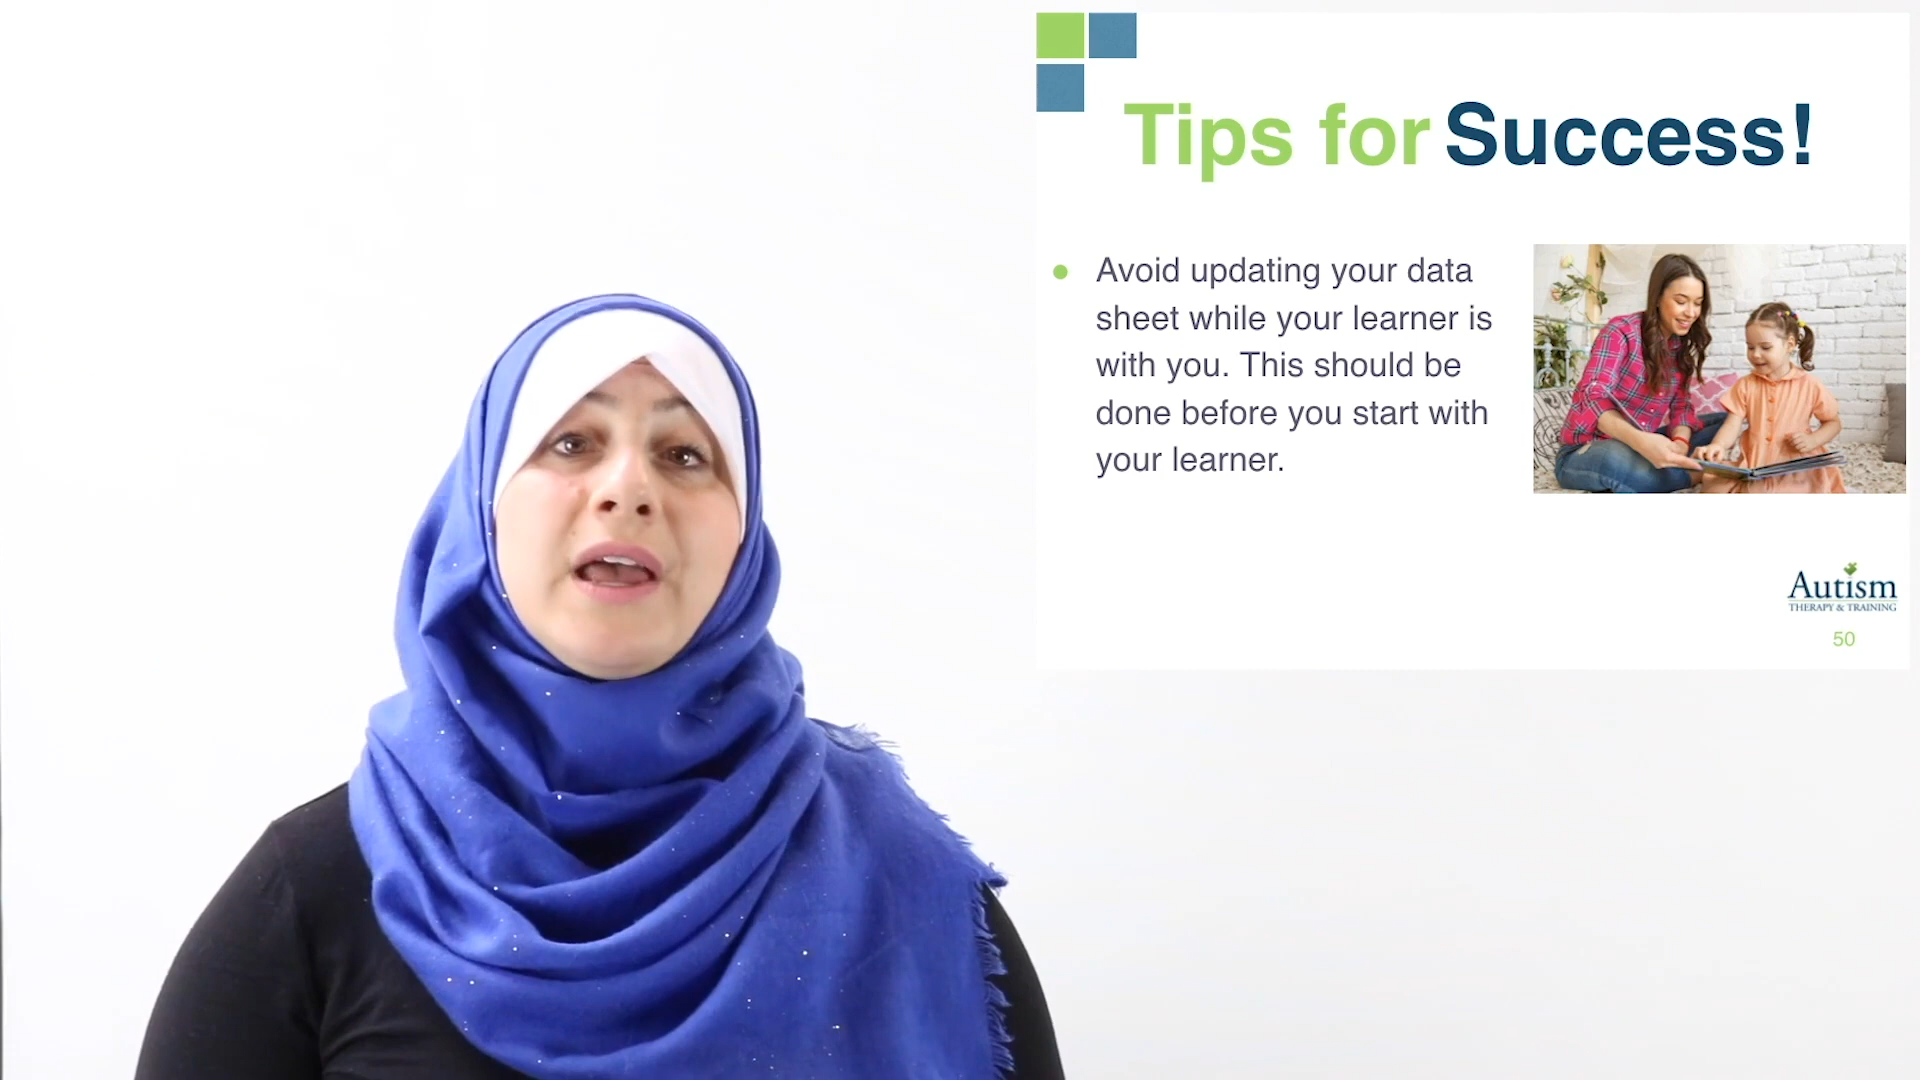 Tips for Success!
Avoid updating your data
sheet while your learner is
with you. This should be
done before you start with
your learner.
Autism
THERAPY & TRAINING
50